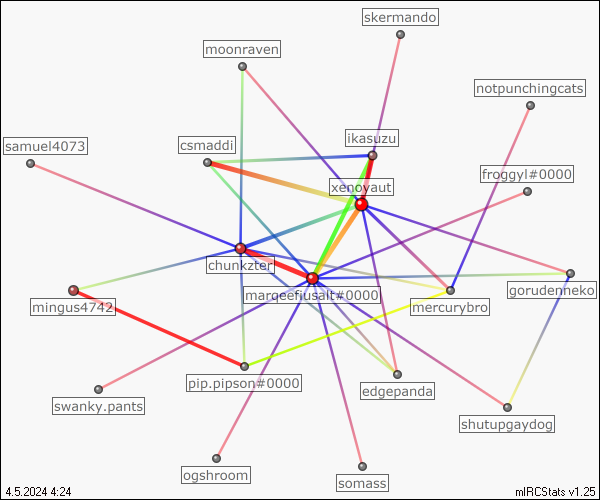 skermando
moonraven
notpunchingcats
ikasuzu
samuel4073
csmaddi
froggyl#0000
xenoyaut
chunkzter
gorudenneko
marqeefjusalt#0000
mingus4742
mercurybro
pip.pipson#0000
edgepanda
swanky.pants
shutupgaydog
ogshroom
somass
4.5.2024 4:24
mIRCStats v1.25